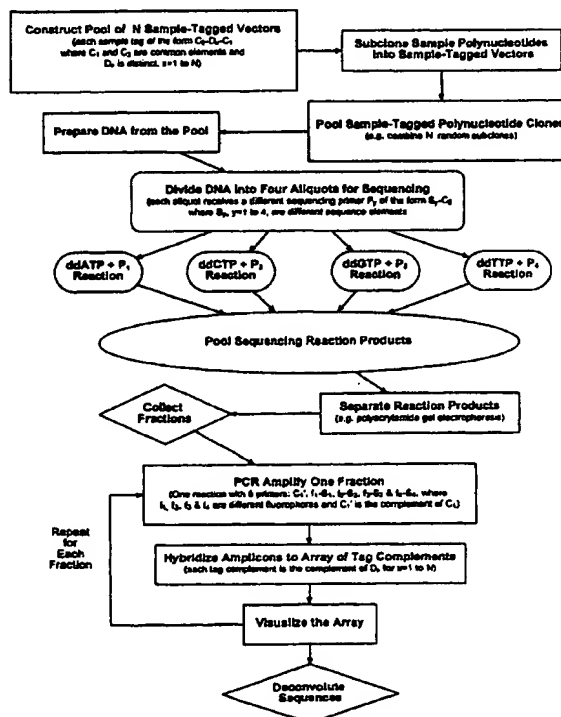 Construct Pool of N Sample-Tagged Vectors
(each sample tag of the form C₂-Dₓ-C₁
where C₁ and C₂ are common elements and
Dₓ is distinct, x=1 to N)
Subclone Sample Polynucleotides
Into Sample-Tagged Vectors
Pool Sample-Tagged Polynucleotide Clones
(e.g. combine N random subclones)
Prepare DNA from the Pool
Divide DNA into Four Aliquots for Sequencing
(each aliquot receives a different sequencing primer Pᵧ of the form Sᵧ-C₂
where Sᵧ, y=1 to 4, are different sequence elements
ddATP + P₁
Reaction
ddCTP + P₂
Reaction
ddGTP + P₃
Reaction
ddTTP + P₄
Reaction
Pool Sequencing Reaction Products
Separate Reaction Products
(e.g. polyacrylamide gel electrophoresis)
Collect
Fractions
PCR Amplify One Fraction
(One reaction with 5 primers: C₁', f₁-S₁, f₂-S₂, f₃-S₃ & f₄-S₄, where
f₁, f₂, f₃ & f₄ are different fluorophores and C₁' is the complement of C₁)
Repeat
for
Each
Fraction
Hybridize Amplicons to Array of Tag Complements
(each tag complement is the complement of Dₓ for x=1 to N)
Visualize the Array
Deconvolute
Sequences